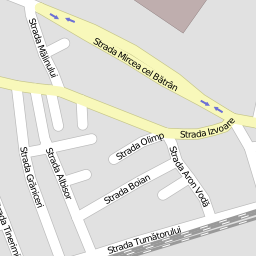 Strada Mircea cel Bătrân
Strada Mălinului
Strada Izvoare
Strada Olimp
Strada Grăniceri
Strada Albișor
Strada Boian
Strada Aron Vodă
Strada Tumătorului